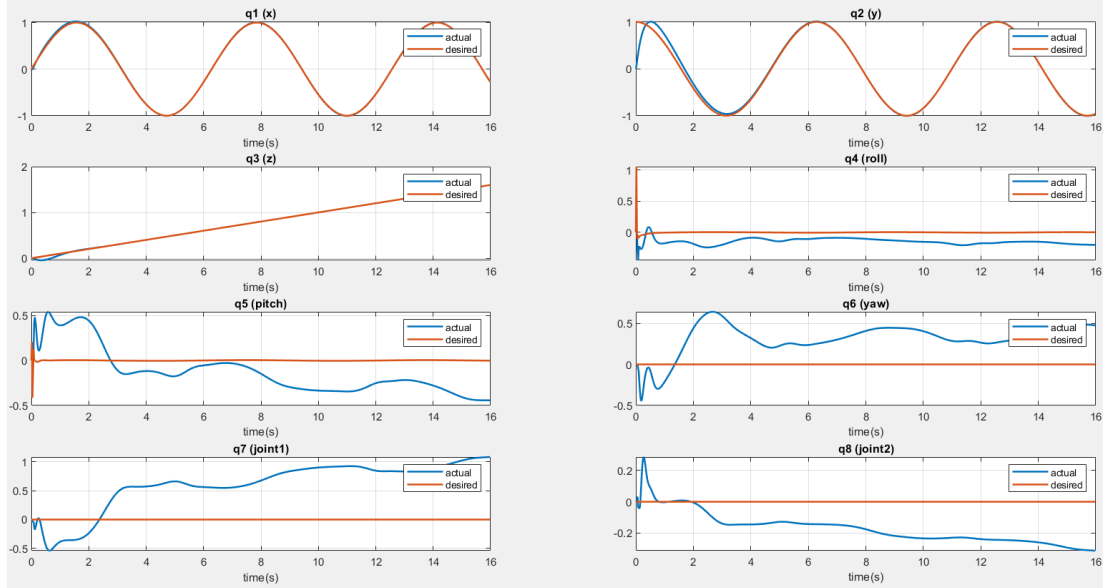 q1 (x)
1
0
-1
0 2 4 6 8 10 12 14 16
time(s)
actual
desired
q2 (y)
1
0
-1
0 2 4 6 8 10 12 14 16
time(s)
actual
desired
q3 (z)
2
1
0
0 2 4 6 8 10 12 14 16
time(s)
actual
desired
q4 (roll)
1
0.5
0
0 2 4 6 8 10 12 14 16
time(s)
actual
desired
q5 (pitch)
0.5
0
-0.5
0 2 4 6 8 10 12 14 16
time(s)
actual
desired
q6 (yaw)
0.5
0
-0.5
0 2 4 6 8 10 12 14 16
time(s)
actual
desired
q7 (joint1)
1
0.5
0
-0.5
0 2 4 6 8 10 12 14 16
time(s)
actual
desired
q8 (joint2)
0.2
0
-0.2
0 2 4 6 8 10 12 14 16
time(s)
actual
desired